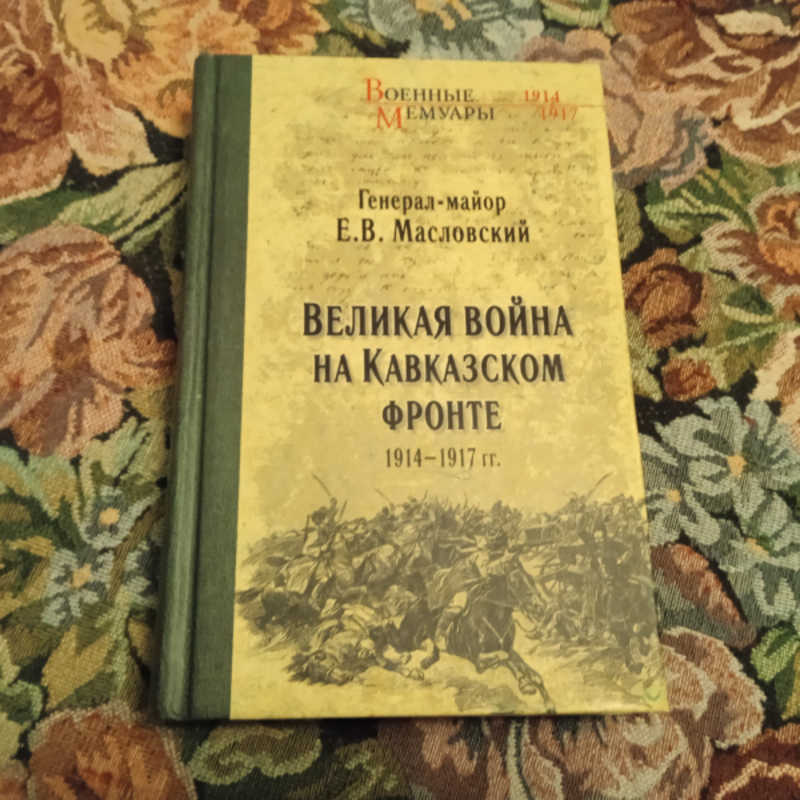 Военные 1914
Мемуары 1917
Генерал-майор
Е.В. Масловский
Великая война
на Кавказском
фронте
1914–1917 гг.